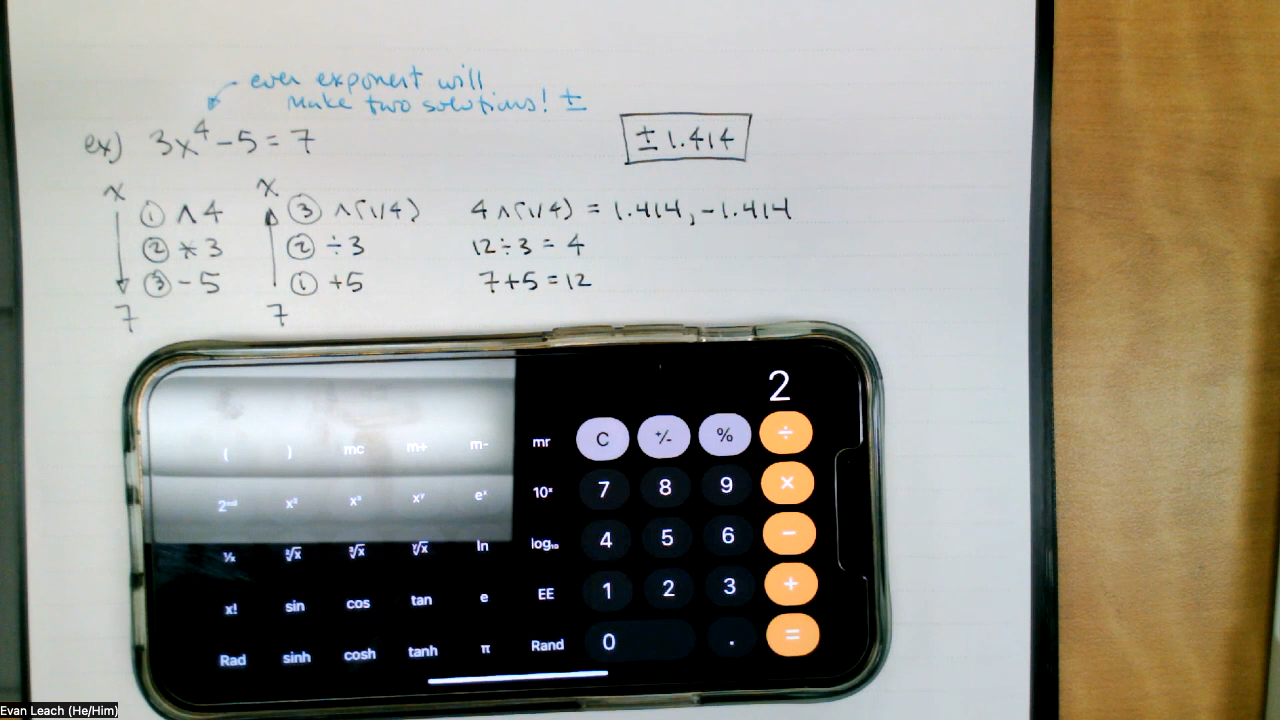 even exponent will
make two solutions! ±
ex) 3x⁴ - 5 = 7
± 1.414
x
x
① ^4
③ ^(1/4)
4^(1/4) = 1.414, -1.414
② * 3
② ÷3
12÷3 = 4
③ - 5
① +5
7+5=12
7
7
2
( ) mc m+ m- mr C +/- % ÷
2ⁿᵈ x² x³ xʸ eˣ 10ˣ 7 8 9 ×
¹⁄ₓ ²√x ³√x ʸ√x ln log₁₀ 4 5 6 −
x! sin cos tan e EE 1 2 3 +
Rad sinh cosh tanh π Rand 0 . =
Evan Leach (He/Him)